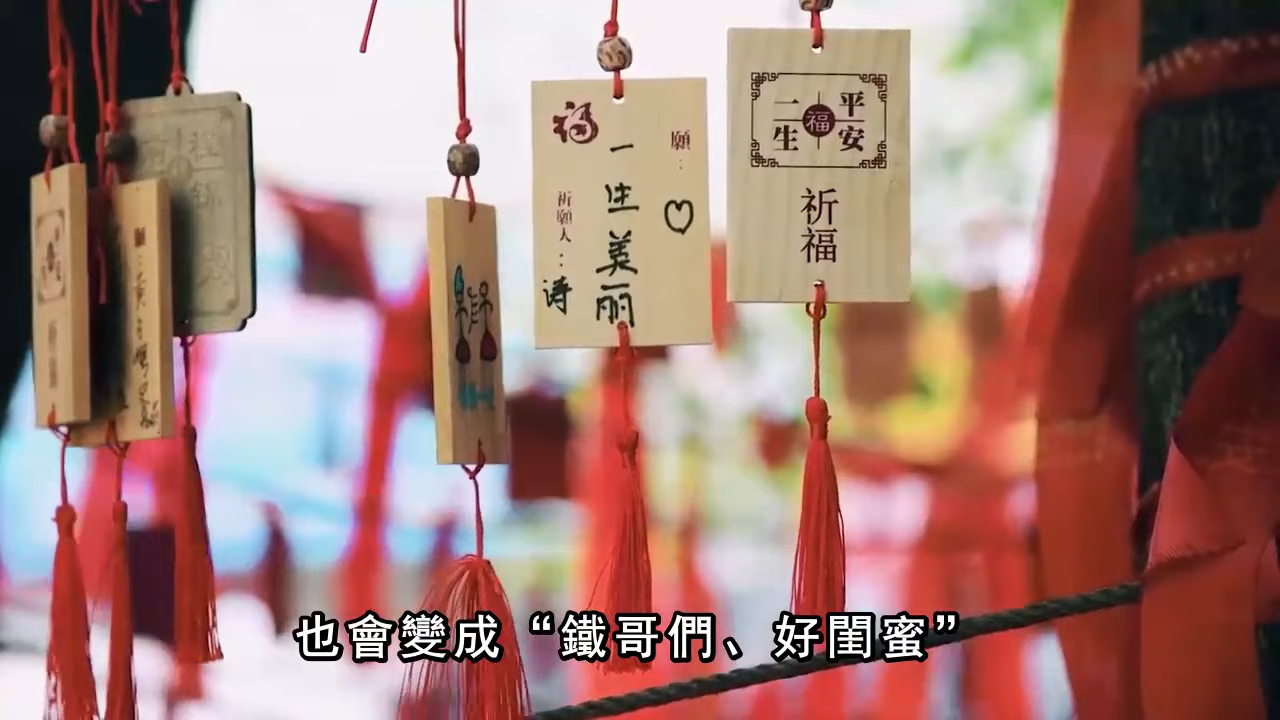 福
願：
一生美丽
祈願人：
诗
平安
二生
福
祈福
也會變成“鐵哥們、好閨蜜”